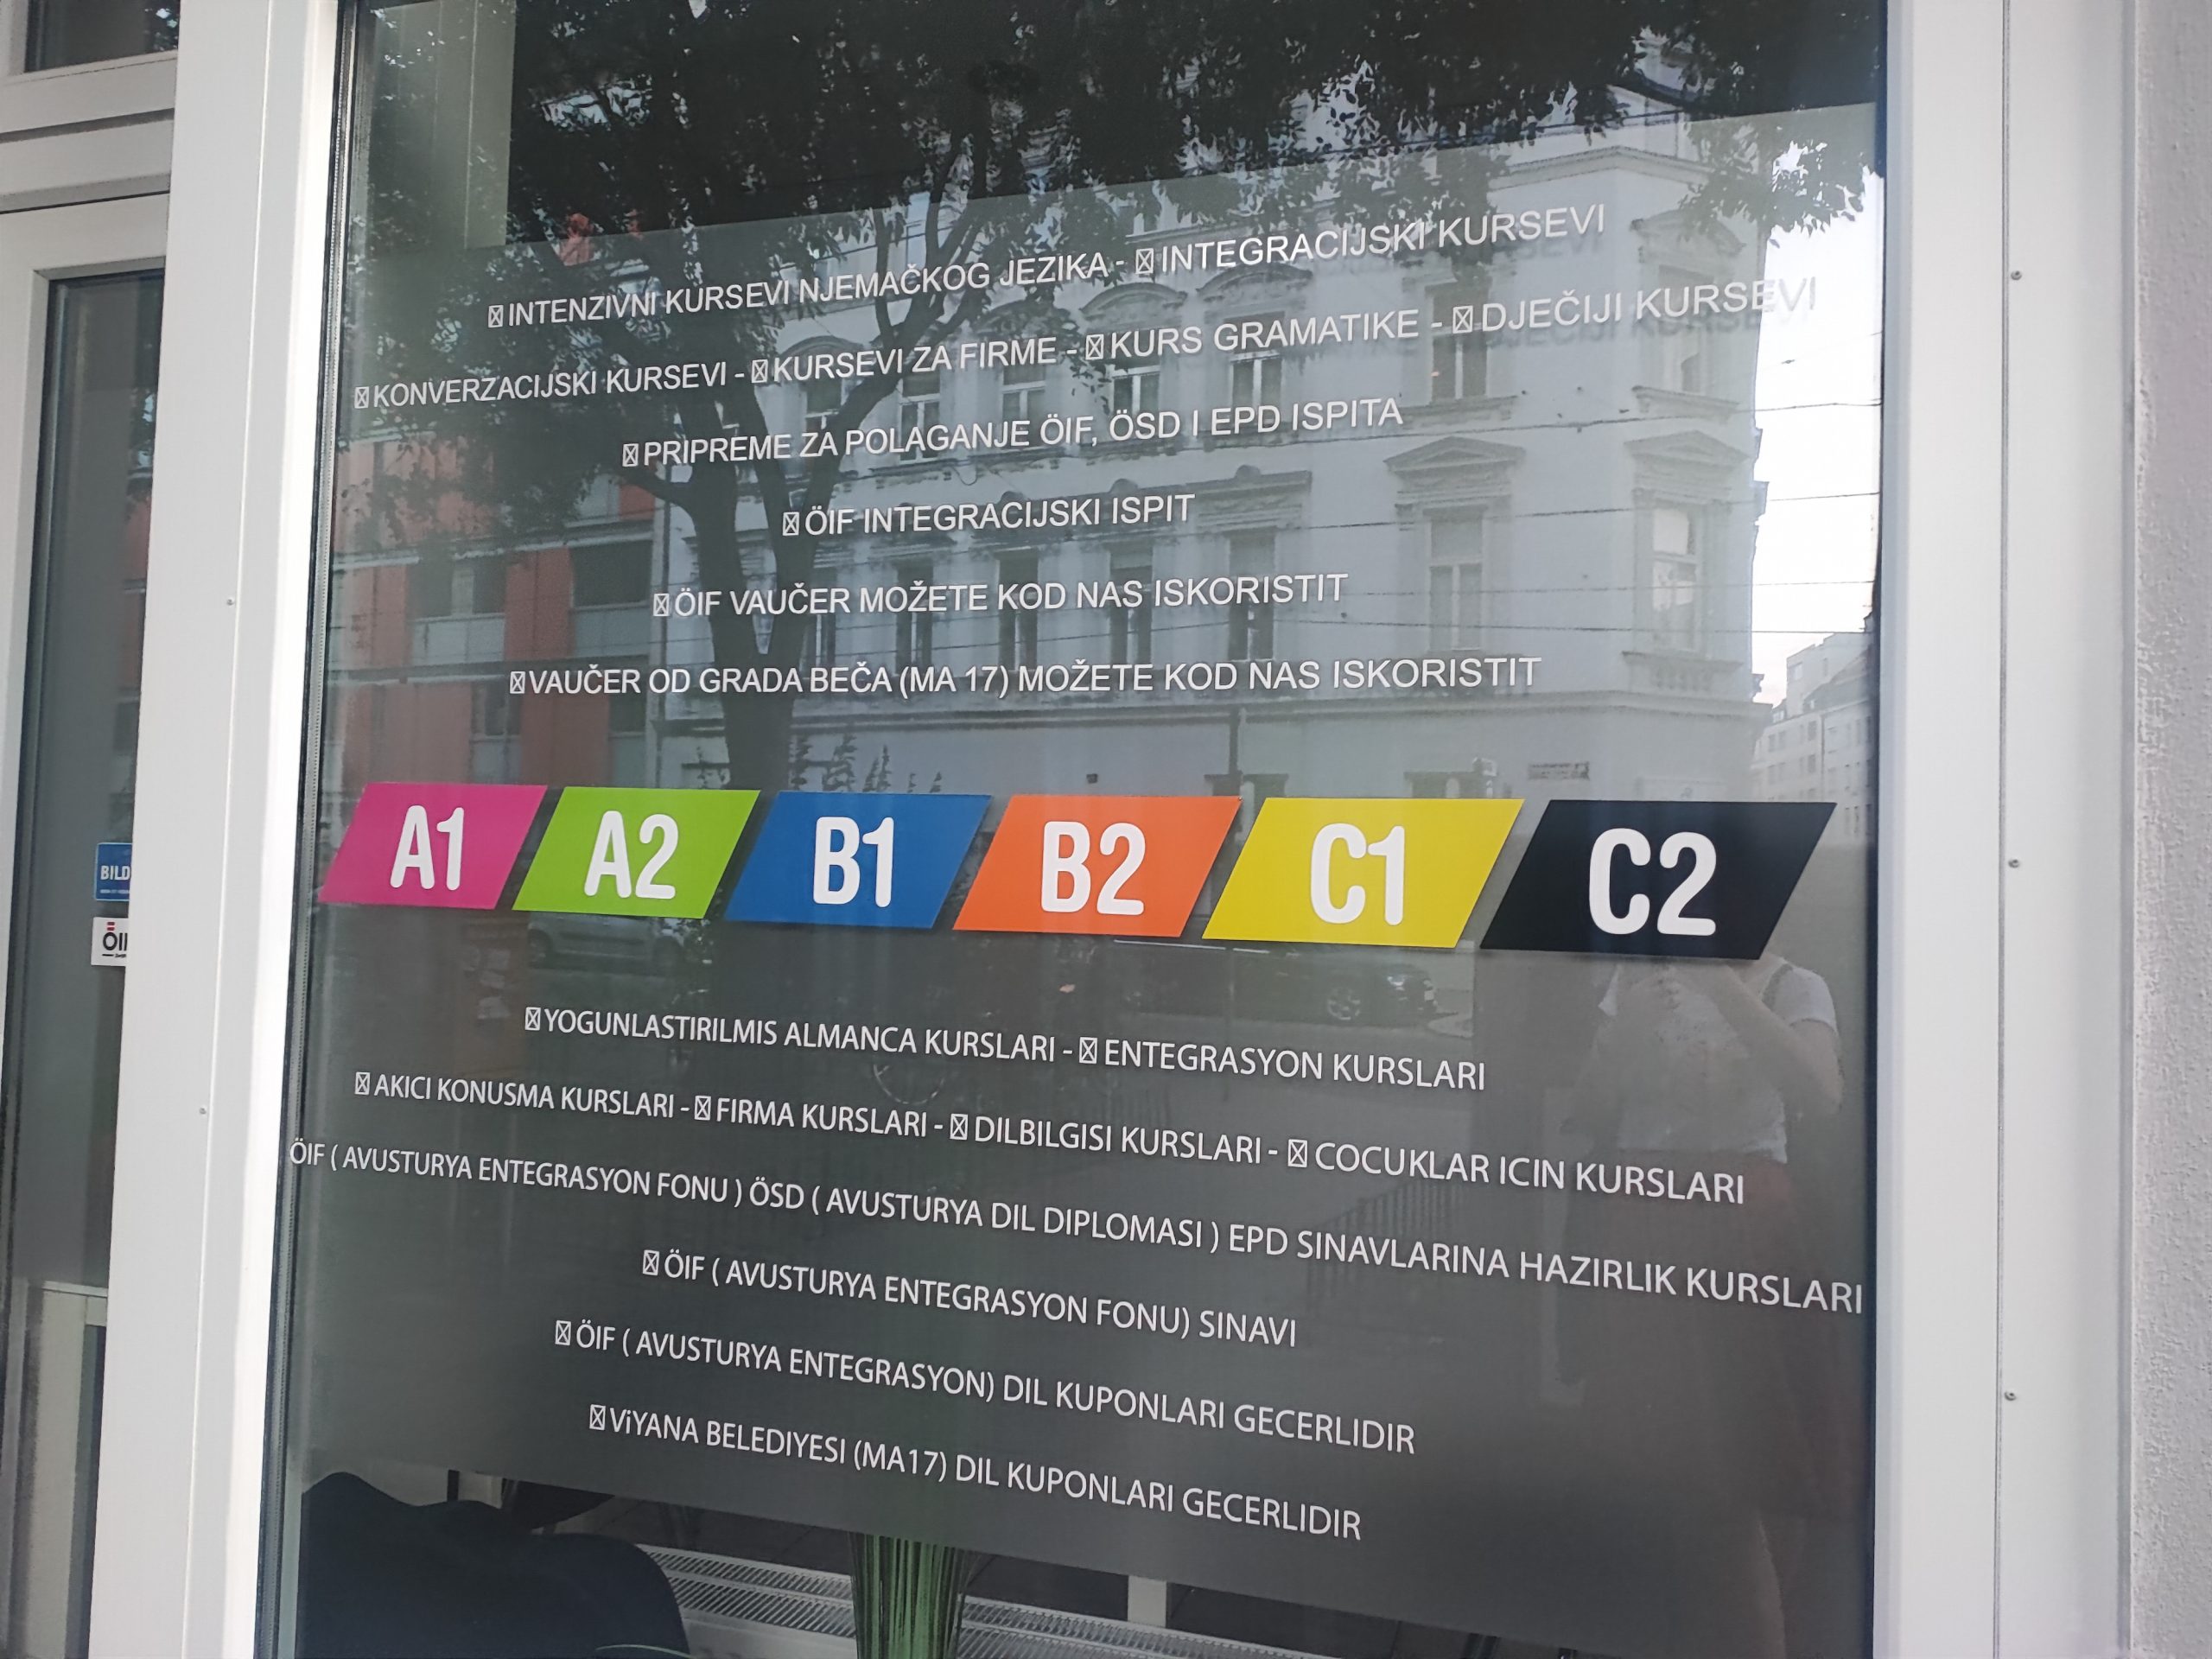 ☒INTENZIVNI KURSEVI NJEMAČKOG JEZIKA - ☒INTEGRACIJSKI KURSEVI
☒KONVERZACIJSKI KURSEVI - ☒KURSEVI ZA FIRME - ☒KURS GRAMATIKE - ☒DJEČIJI KURSEVI
☒PRIPREME ZA POLAGANJE ÖIF, ÖSD I EPD ISPITA
☒ÖIF INTEGRACIJSKI ISPIT
☒ÖIF VAUČER MOŽETE KOD NAS ISKORISTIT
☒VAUČER OD GRADA BEČA (MA 17) MOŽETE KOD NAS ISKORISTIT
A1 A2 B1 B2 C1 C2
☒YOGUNLASTIRILMIS ALMANCA KURSLARI - ☒ ENTEGRASYON KURSLARI
☒ AKICI KONUSMA KURSLARI - ☒ FIRMA KURSLARI - ☒ DILBILGISI KURSLARI - ☒ COCUKLAR ICIN KURSLARI
ÖIF ( AVUSTURYA ENTEGRASYON FONU ) ÖSD ( AVUSTURYA DIL DIPLOMASI ) EPD SINAVLARINA HAZIRLIK KURSLARI
☒ÖIF ( AVUSTURYA ENTEGRASYON FONU) SINAVI
☒ÖIF ( AVUSTURYA ENTEGRASYON) DIL KUPONLARI GECERLIDIR
☒ViYANA BELEDIYESI (MA17) DIL KUPONLARI GECERLIDIR
BILD